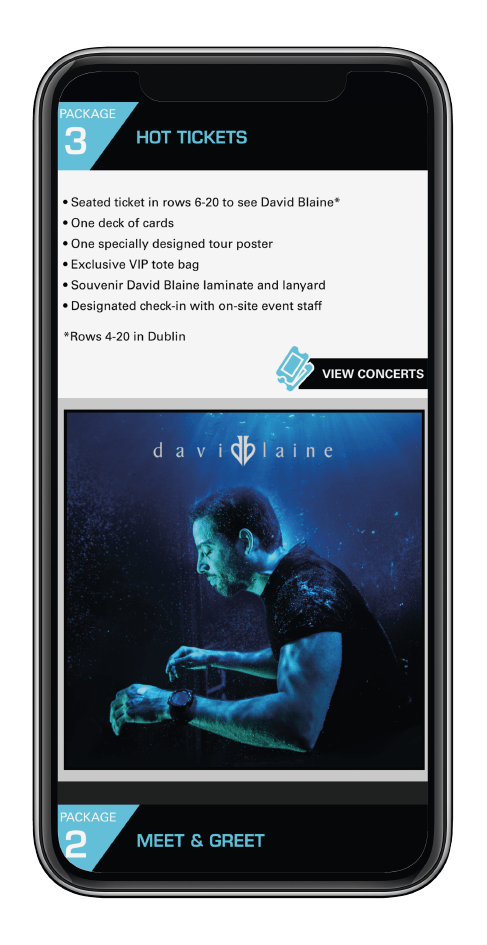 PACKAGE
3
HOT TICKETS
• Seated ticket in rows 6-20 to see David Blaine*
• One deck of cards
• One specially designed tour poster
• Exclusive VIP tote bag
• Souvenir David Blaine laminate and lanyard
• Designated check-in with on-site event staff
*Rows 4-20 in Dublin
VIEW CONCERTS
davidblaine
PACKAGE
2
MEET & GREET